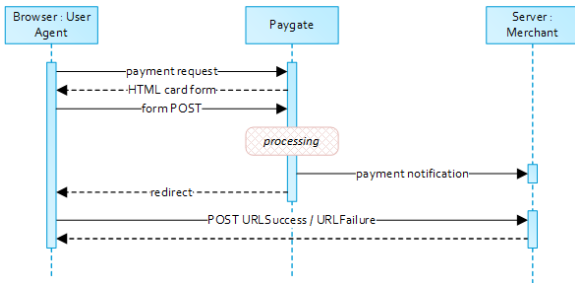 Browser : User
Agent
Paygate
Server :
Merchant
payment request
HTML card form
form POST
processing
payment notification
redirect
POST URLSuccess / URLFailure